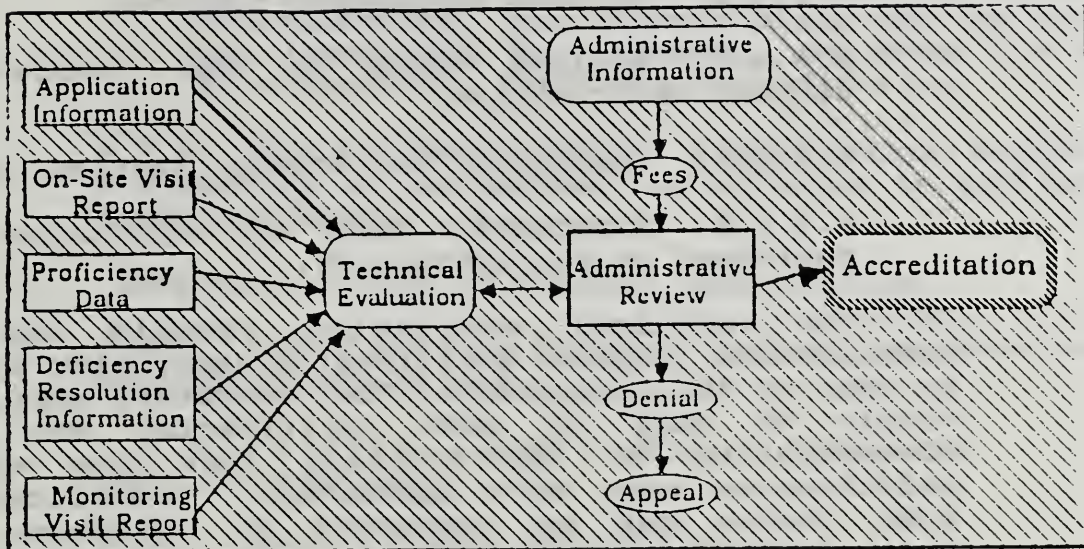 Application
Information
On-Site Visit
Report
Proficiency
Data
Deficiency
Resolution
Information
Monitoring
Visit Report
Technical
Evaluation
Administrative
Information
Fees
Administrative
Review
Denial
Appeal
Accreditation